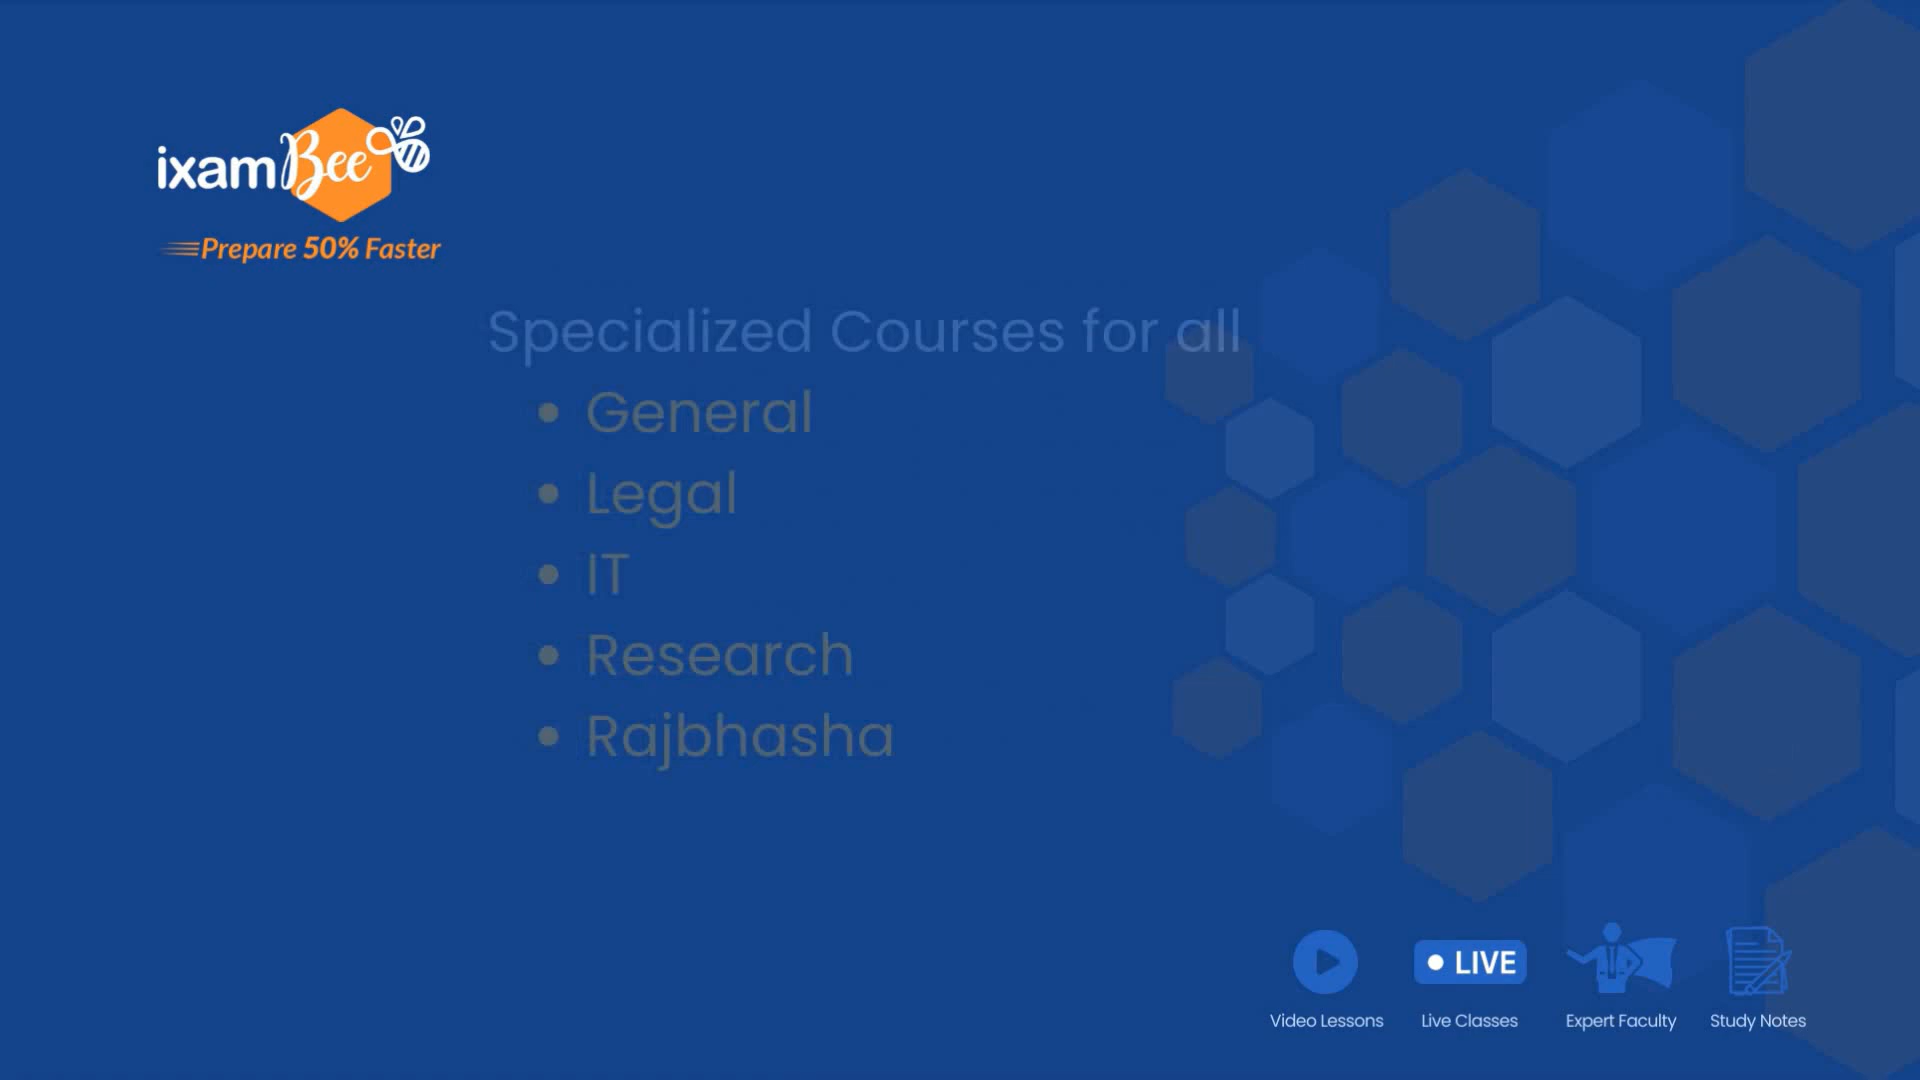 ixamBee
Prepare 50% Faster
Specialized Courses for all
• General
• Legal
• IT
• Research
• Rajbhasha
LIVE
Video Lessons
Live Classes
Expert Faculty
Study Notes